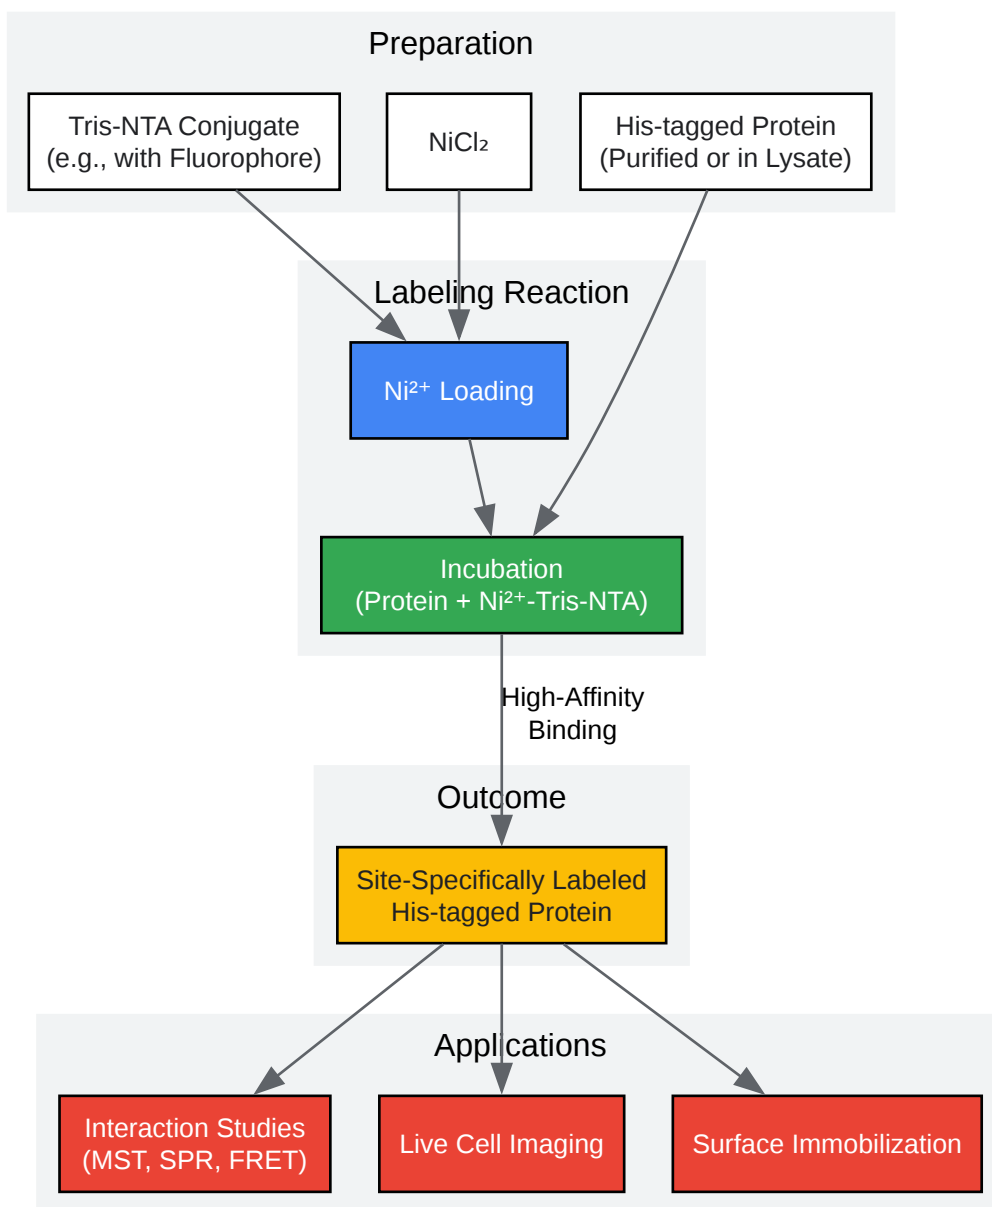 Preparation
Tris-NTA Conjugate
(e.g., with Fluorophore)
NiCl₂
His-tagged Protein
(Purified or in Lysate)
Labeling Reaction
Ni²⁺ Loading
Incubation
(Protein + Ni²⁺-Tris-NTA)
High-Affinity
Binding
Outcome
Site-Specifically Labeled
His-tagged Protein
Applications
Interaction Studies
(MST, SPR, FRET)
Live Cell Imaging
Surface Immobilization